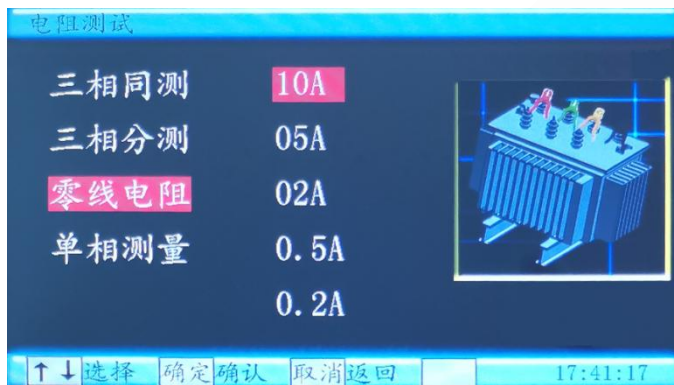 电阻测试
三相同测 10A
三相分测 05A
零线电阻 02A
单相测量 0.5A
0.2A
↑↓选择 确定确认 取消返回 17:41:17